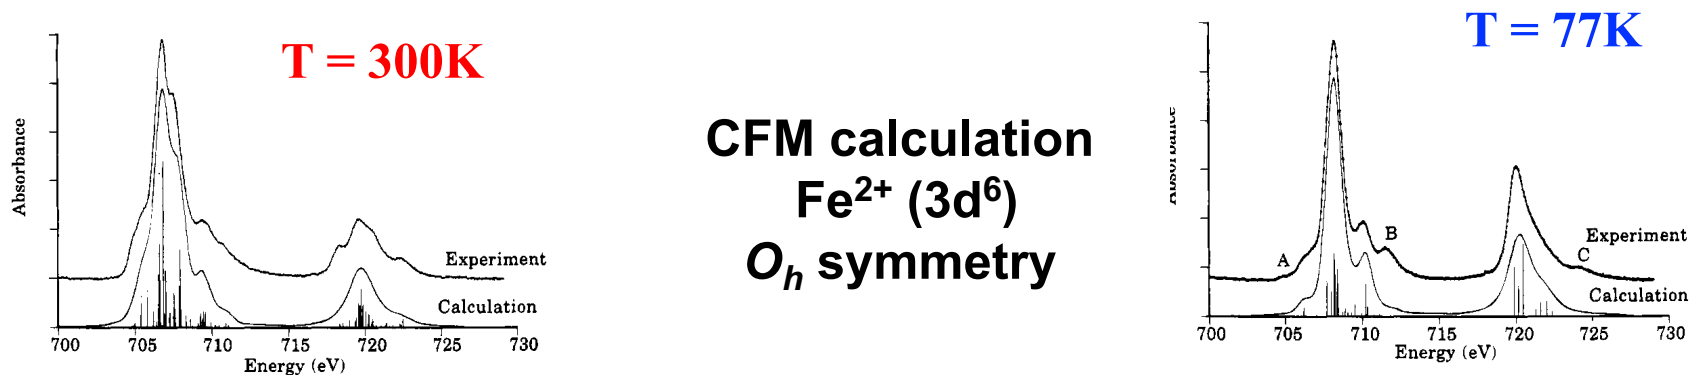 T = 300K
Absorbance
Experiment
Calculation
700 705 710 715 720 725 730
Energy (eV)
CFM calculation
Fe²⁺ (3d⁶)
Oₕ symmetry
T = 77K
A
B
C
Experiment
Calculation
700 705 710 715 720 725 730
Energy (eV)